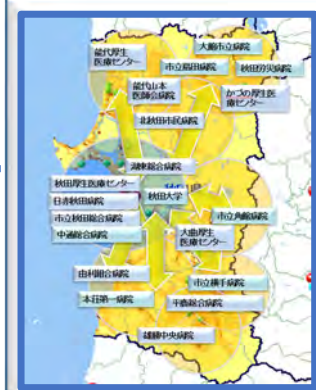 大館市立病院
能代厚生
医療センター
市立扇田病院
秋田労災病院
能代山本
医師会病院
かづの厚生医
療センター
北秋田市民病院
湖東総合病院
秋田厚生医療センター
秋田大学
日赤秋田病院
市立秋田総合病院
市立角館病院
中通総合病院
大曲厚生
医療センター
由利総合病院
市立横手病院
本荘第一病院
平鹿総合病院
雄勝中央病院